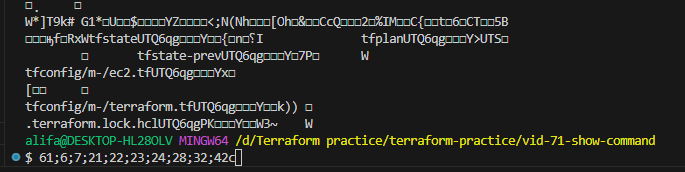 W*]T9k# G1*□U□□$□□□□YZ□□□□<;N(Nh□□□[Oh□&□□CcQ□□□2□%IM□□C{□□t□6□CT□□5B
□□□ђf□RxWtfstateUTQ6qg□□□Y□□{□n□؟I tfplanUTQ6qg□□□Y>UTS□
□ tfstate-prevUTQ6qg□□□Y□7P□ W
tfconfig/m-/ec2.tfUTQ6qg□□□Yx□
[□□ □
tfconfig/m-/terraform.tfUTQ6qg□□□Y□□k)) □
.terraform.lock.hclUTQ6qgPK□□□Y□□W3~ W
alifa@DESKTOP-HL28OLV MINGW64 /d/Terraform practice/terraform-practice/vid-71-show-command
$ 61;6;7;21;22;23;24;28;32;42c